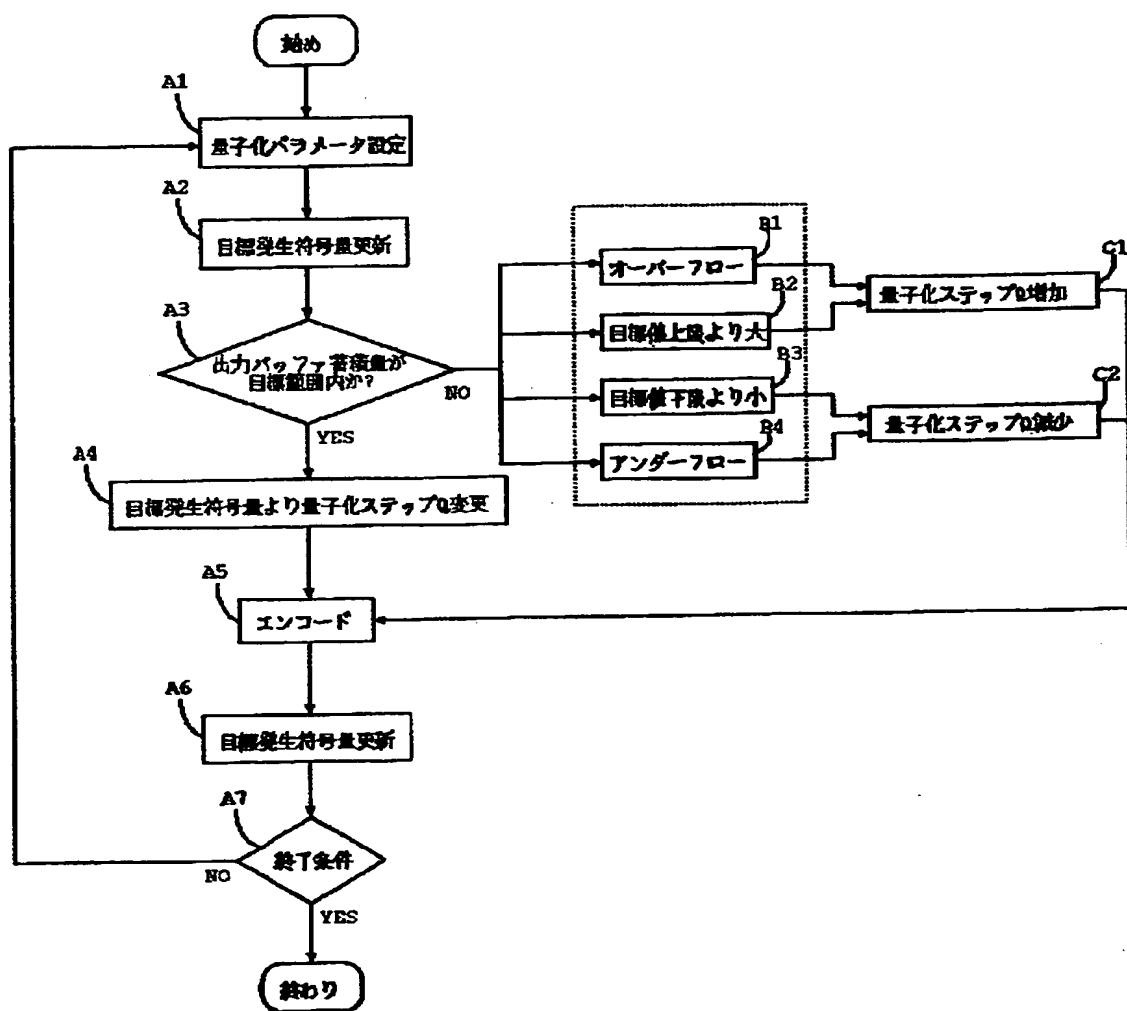 始め
A1
量子化パラメータ設定
A2
目標発生符号量更新
A3
出力バッファ蓄積量が
目標範囲内か?
NO
YES
B1
オーバーフロー
B2
目標値上限より大
B3
目標値下限より小
B4
アンダーフロー
C1
量子化ステップQ増加
C2
量子化ステップQ減少
A4
目標発生符号量より量子化ステップQ変更
A5
エンコード
A6
目標発生符号量更新
A7
終了条件
NO
YES
終わり